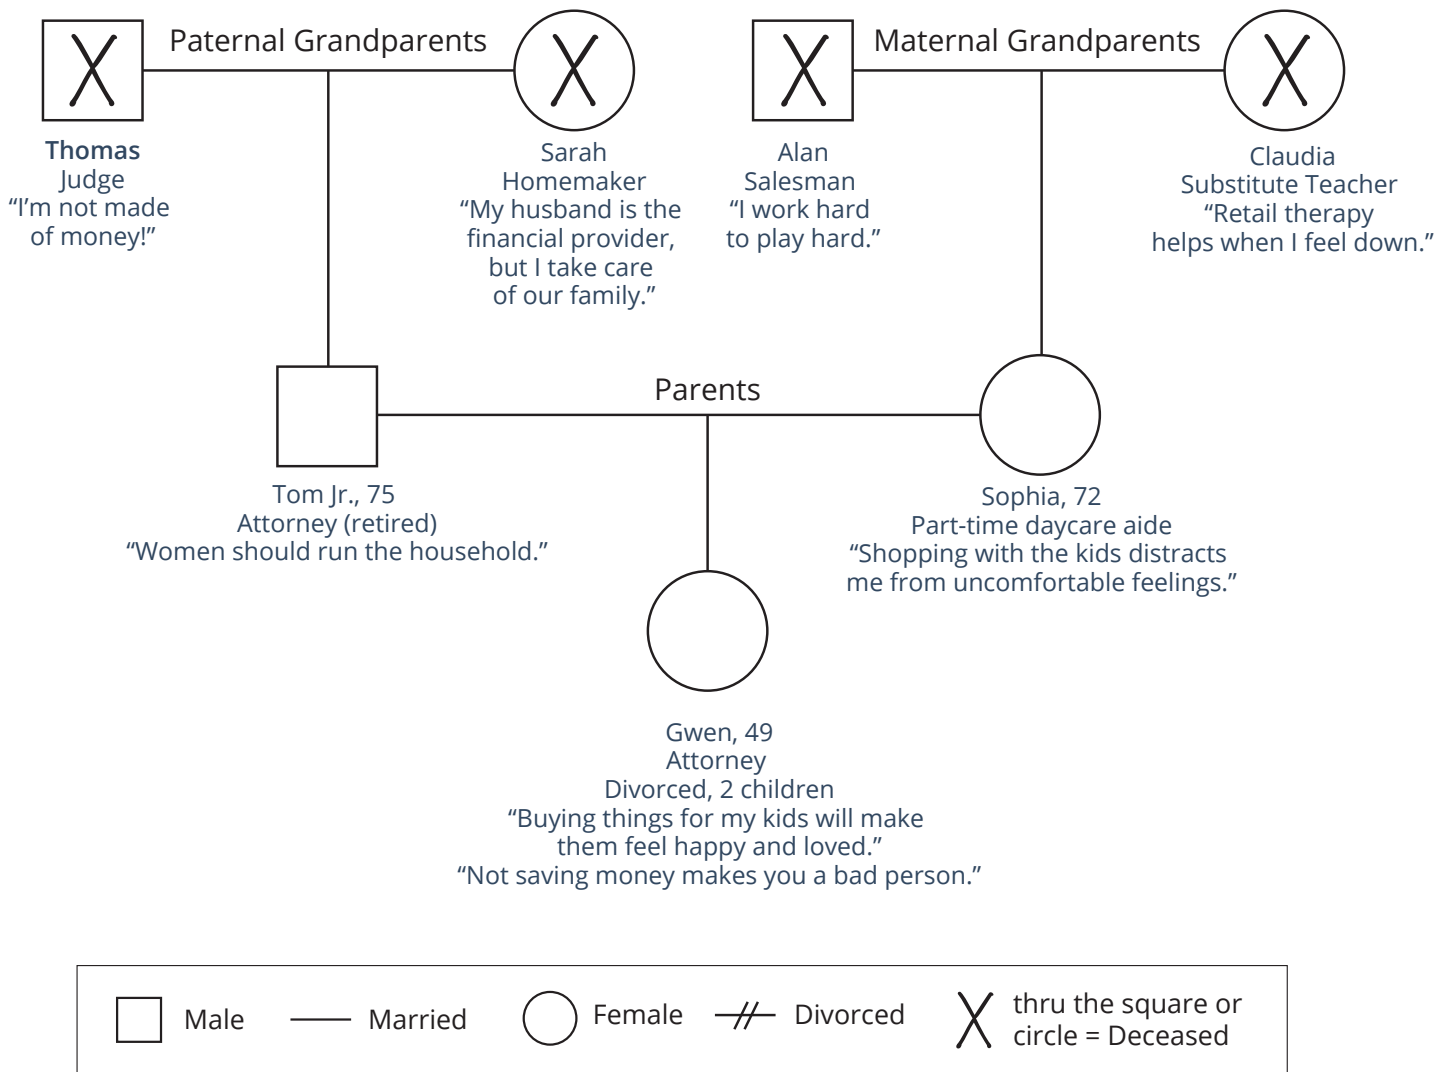 Paternal Grandparents
Maternal Grandparents
Thomas
Judge
“I’m not made
of money!”
Sarah
Homemaker
“My husband is the
financial provider,
but I take care
of our family.”
Alan
Salesman
“I work hard
to play hard.”
Claudia
Substitute Teacher
“Retail therapy
helps when I feel down.”
Parents
Tom Jr., 75
Attorney (retired)
“Women should run the household.”
Sophia, 72
Part-time daycare aide
“Shopping with the kids distracts
me from uncomfortable feelings.”
Gwen, 49
Attorney
Divorced, 2 children
“Buying things for my kids will make
them feel happy and loved.”
“Not saving money makes you a bad person.”
Male
Married
Female
Divorced
thru the square or
circle = Deceased